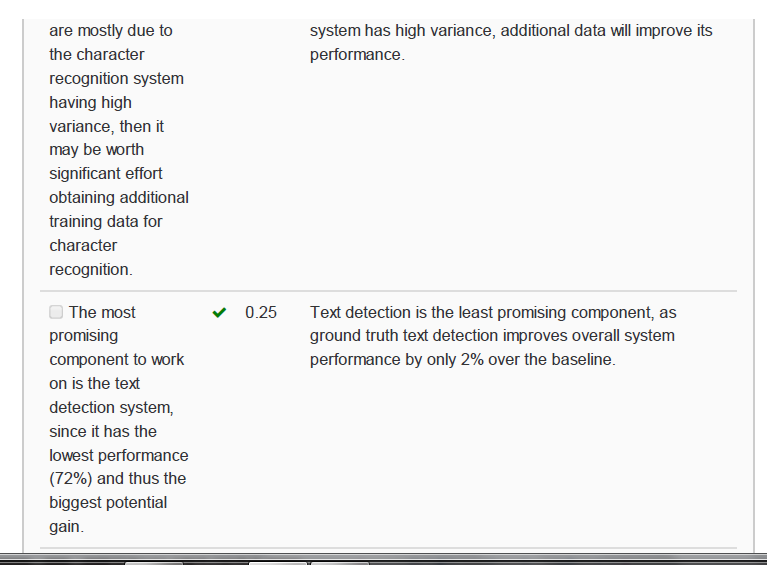 are mostly due to
the character
recognition system
having high
variance, then it
may be worth
significant effort
obtaining additional
training data for
character
recognition.
system has high variance, additional data will improve its
performance.
The most
promising
component to work
on is the text
detection system,
since it has the
lowest performance
(72%) and thus the
biggest potential
gain.
0.25
Text detection is the least promising component, as
ground truth text detection improves overall system
performance by only 2% over the baseline.